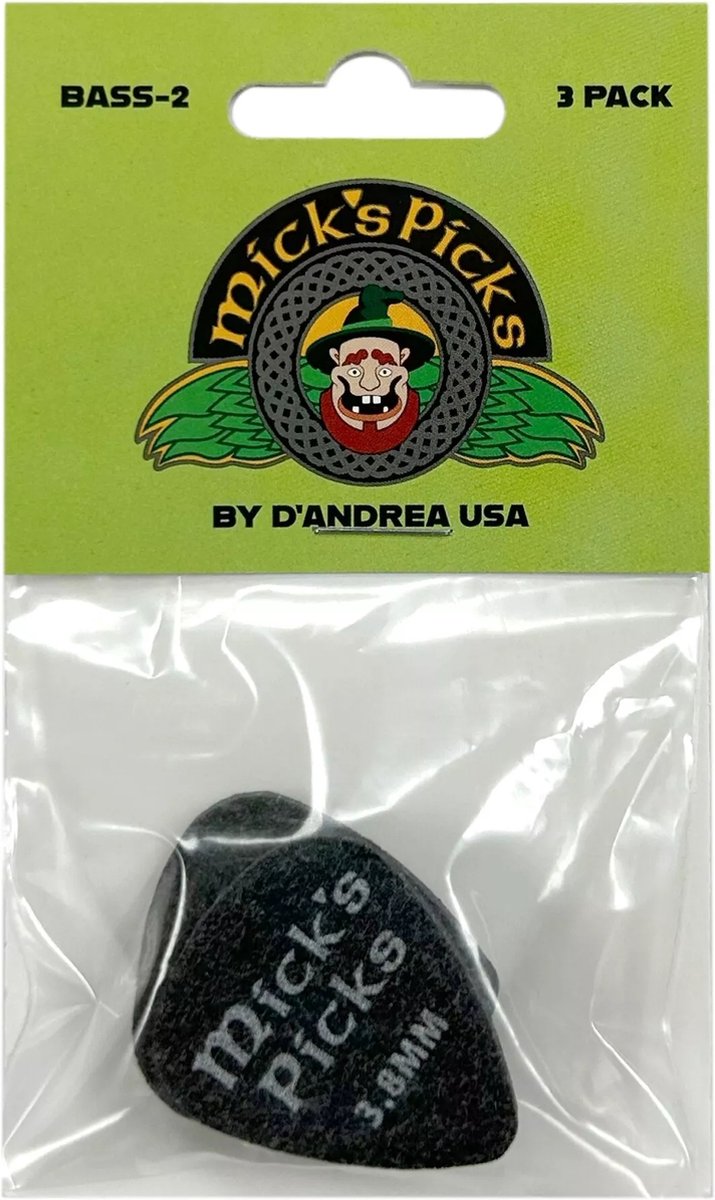 BASS-2
3 PACK
Mick's Picks
BY D'ANDREA USA
Mick's
Picks
3.8MM